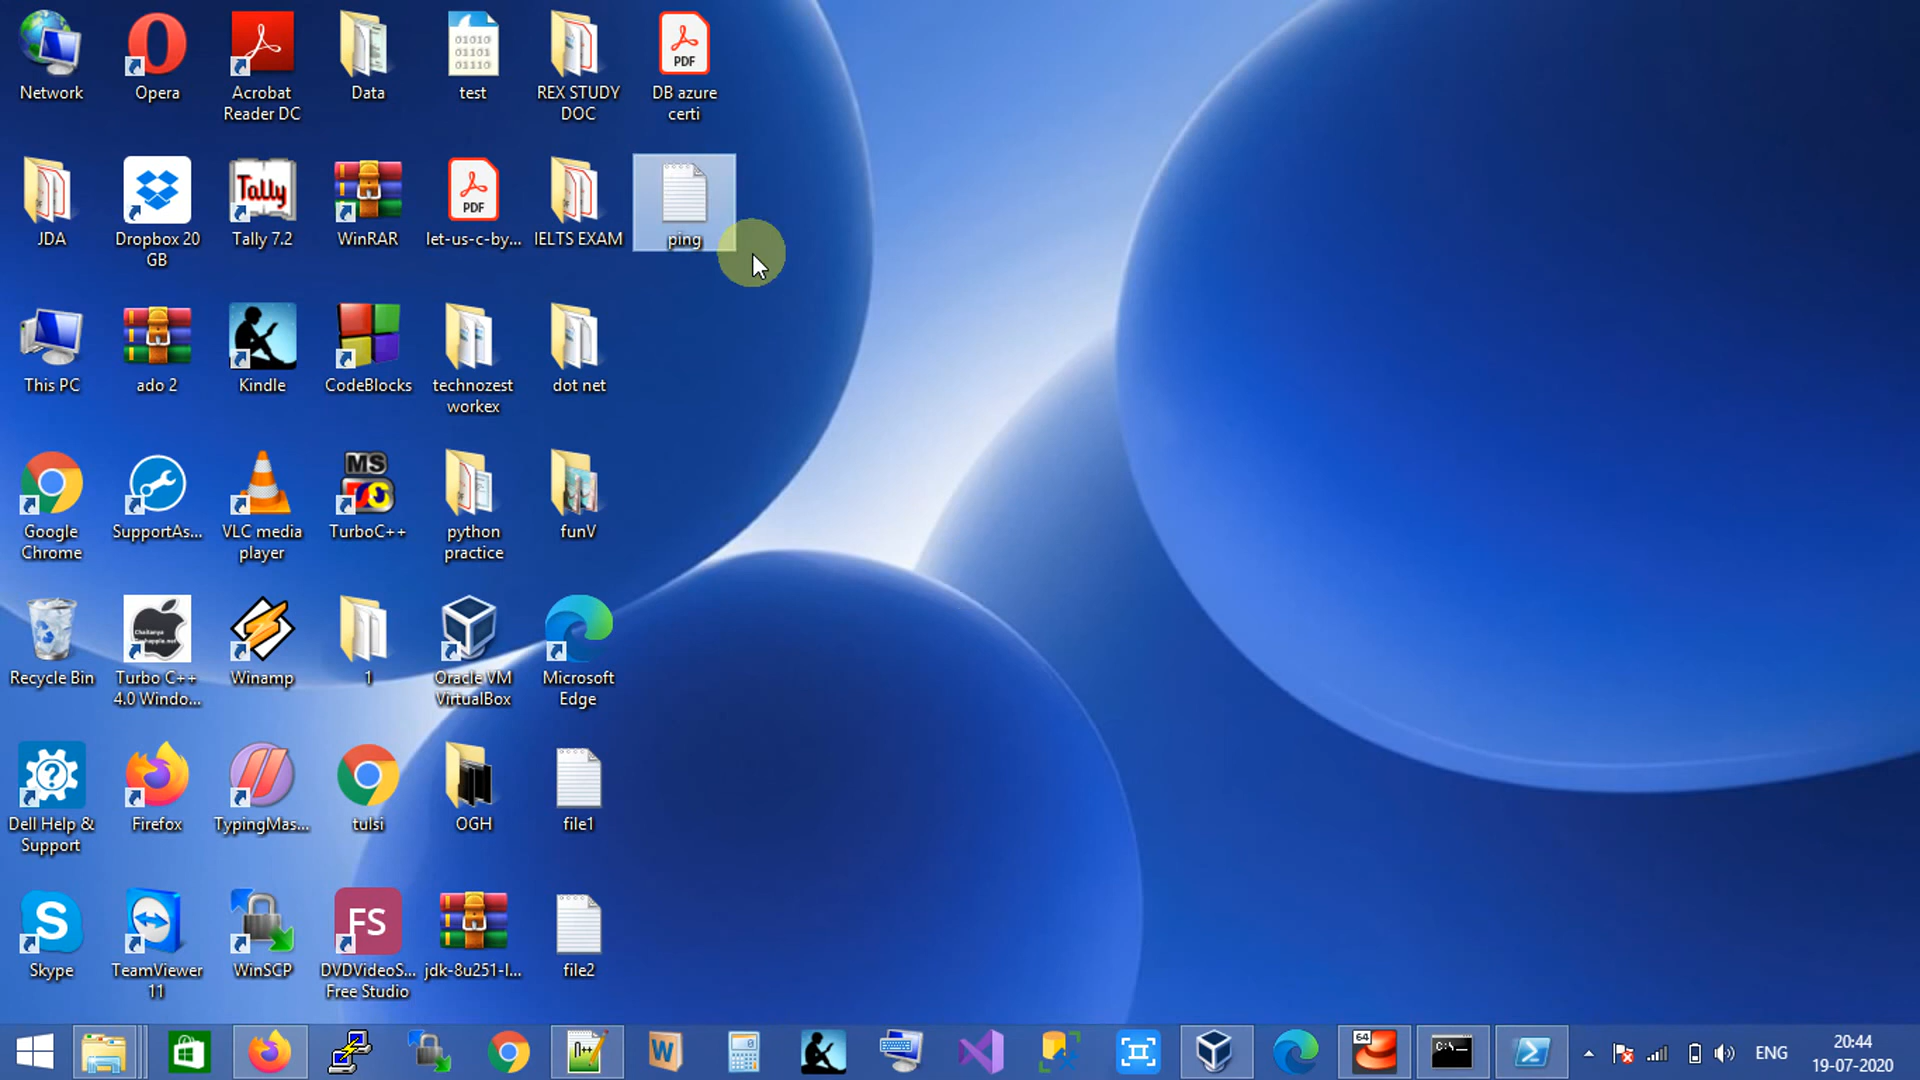 Network
Opera
Acrobat
Reader DC
Data
01010
01101
01110
test
REX STUDY
DOC
PDF
DB azure
certi
JDA
Dropbox 20
GB
Tally
Tally 7.2
WinRAR
PDF
let-us-c-by...
IELTS EXAM
ping
This PC
ado 2
Kindle
CodeBlocks
technozest
workex
dot net
Google
Chrome
SupportAs...
VLC media
player
MS
TurboC++
python
practice
funV
Recycle Bin
Turbo C++
4.0 Windo...
Winamp
1
Oracle VM
VirtualBox
Microsoft
Edge
Dell Help &
Support
Firefox
TypingMas...
tulsi
OGH
file1
Skype
TeamViewer
11
WinSCP
FS
DVDVideoS...
Free Studio
jdk-8u251-l...
file2
W
64
C:\
ENG
20:44
19-07-2020